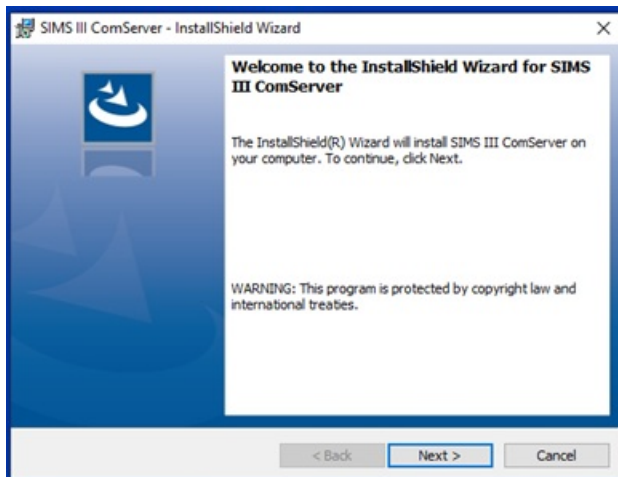 SIMS III ComServer - InstallShield Wizard
Welcome to the InstallShield Wizard for SIMS
III ComServer
The InstallShield(R) Wizard will install SIMS III ComServer on
your computer. To continue, click Next.
WARNING: This program is protected by copyright law and
international treaties.
< Back
Next >
Cancel